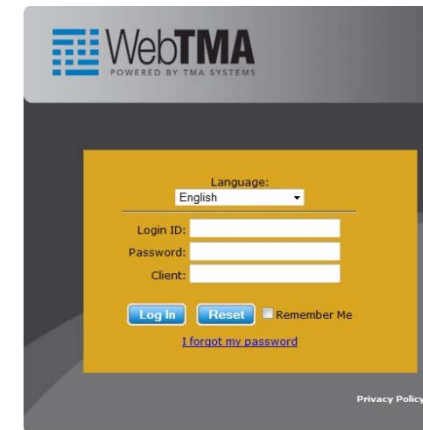 WebTMA
POWERED BY TMA SYSTEMS
Language:
English
Login ID:
Password:
Client:
Log In Reset Remember Me
I forgot my password
Privacy Policy